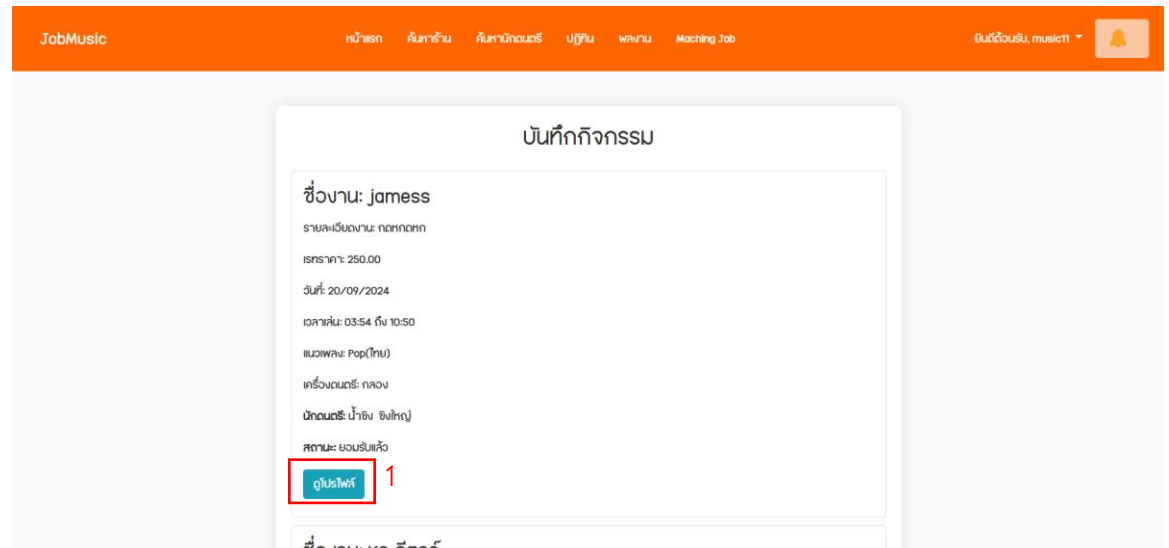 JobMusic หน้าแรก ค้นหาร้าน ค้นหานักดนตรี ปฏิทิน ผลงาน Maching Job ยินดีต้อนรับ, music11
บันทึกกิจกรรม
ชื่องาน: jamess
รายละเอียดงาน: กดหกดหก
เรทราคา: 250.00
วันที่: 20/09/2024
เวลาเล่น: 03:54 ถึง 10:50
แนวเพลง: Pop(ไทย)
เครื่องดนตรี: กลอง
นักดนตรี: น้ำขิง ขิงใหญ่
สถานะ: ยอมรับแล้ว
ดูโปรไฟล์ 1